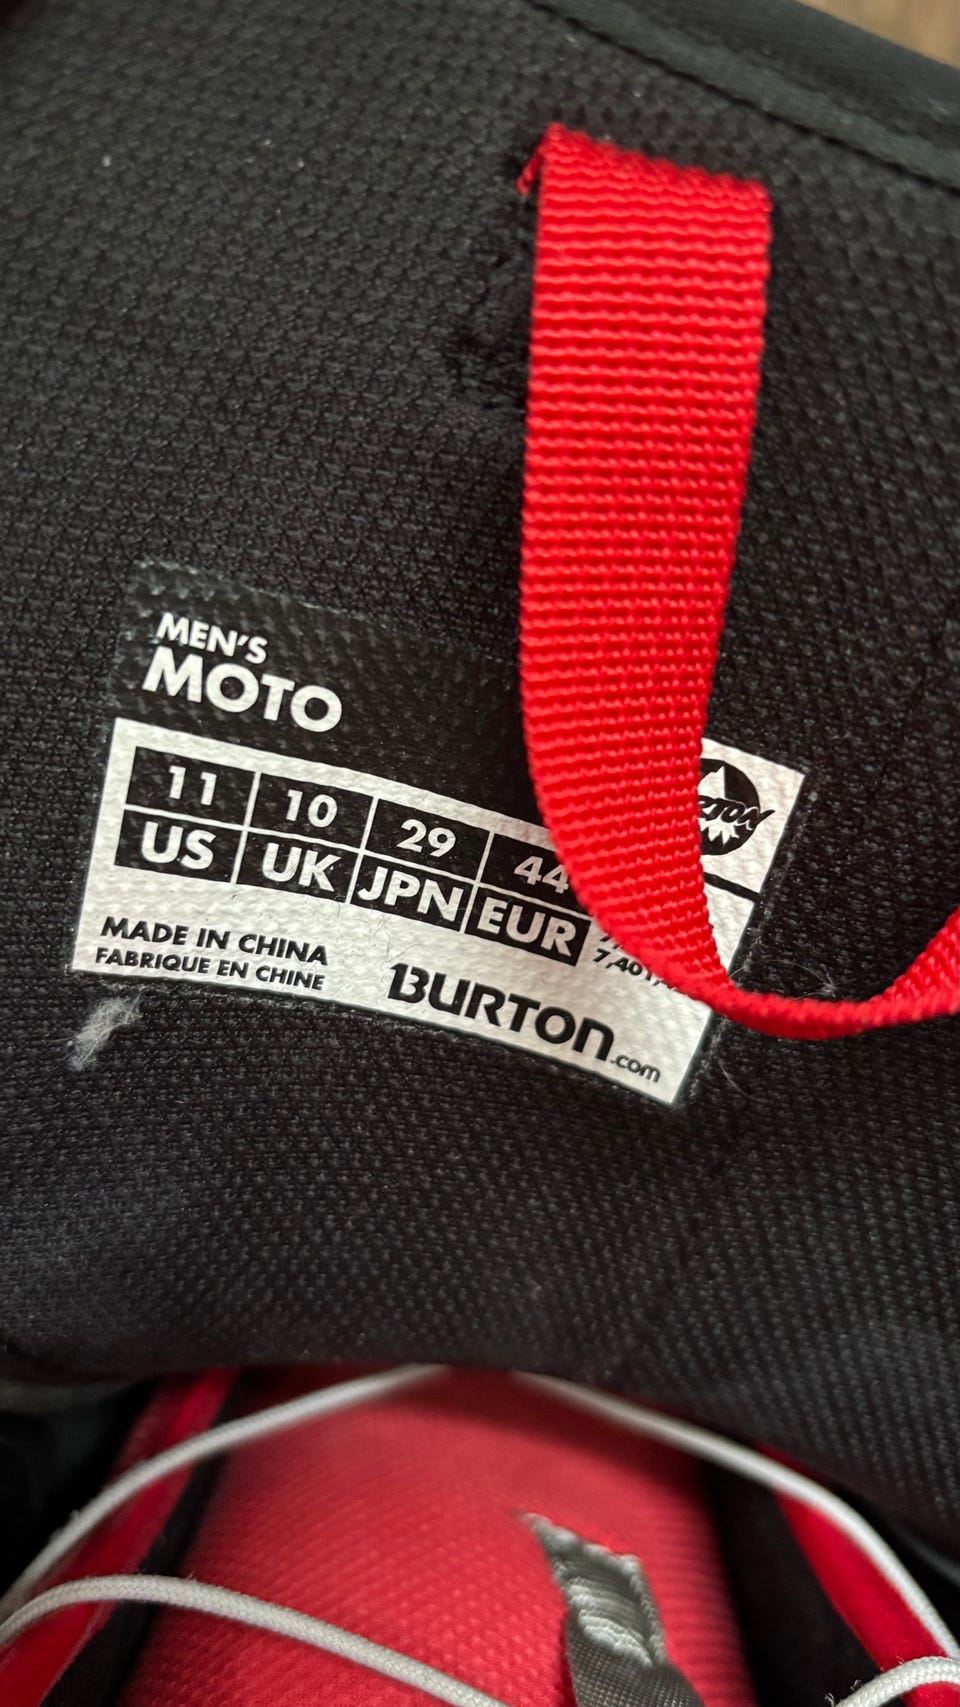 MEN'S
MOTO
11 10 29 44
US UK JPN EUR
MADE IN CHINA
FABRIQUE EN CHINE
BURTON.com